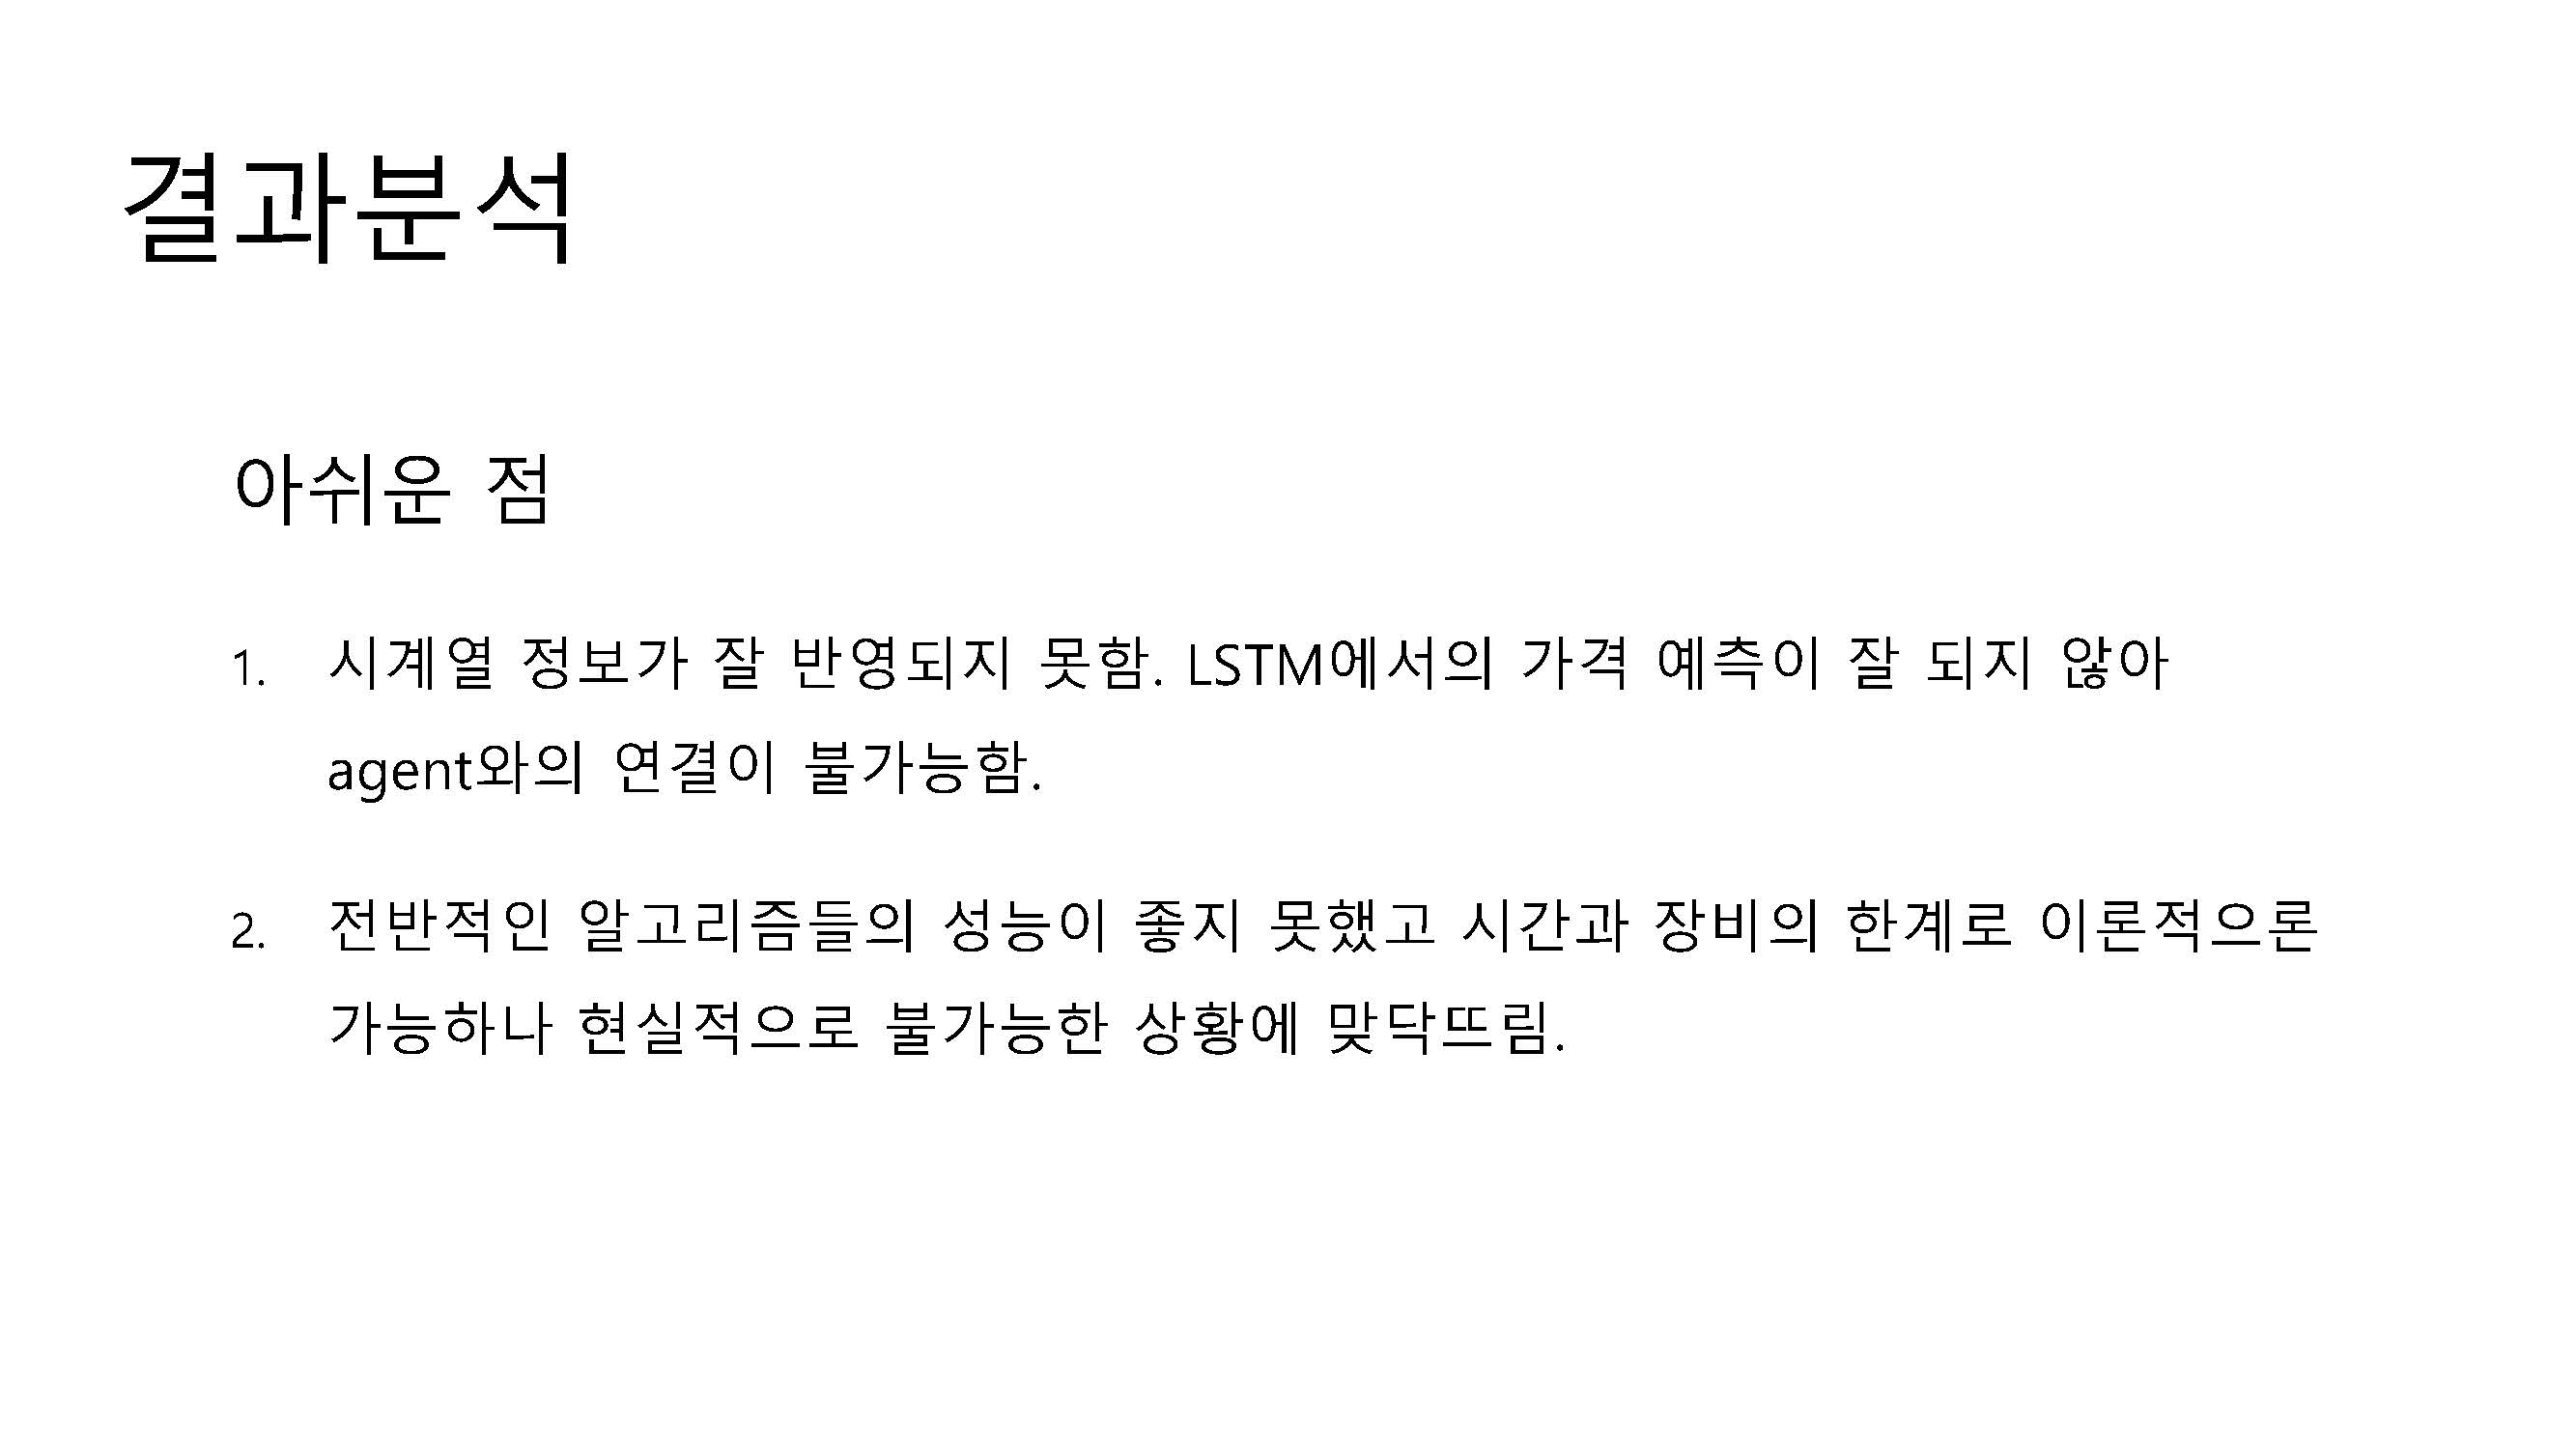 결과분석
아쉬운 점
1. 시계열 정보가 잘 반영되지 못함. LSTM에서의 가격 예측이 잘 되지 않아
agent와의 연결이 불가능함.
2. 전반적인 알고리즘들의 성능이 좋지 못했고 시간과 장비의 한계로 이론적으론
가능하나 현실적으로 불가능한 상황에 맞닥뜨림.